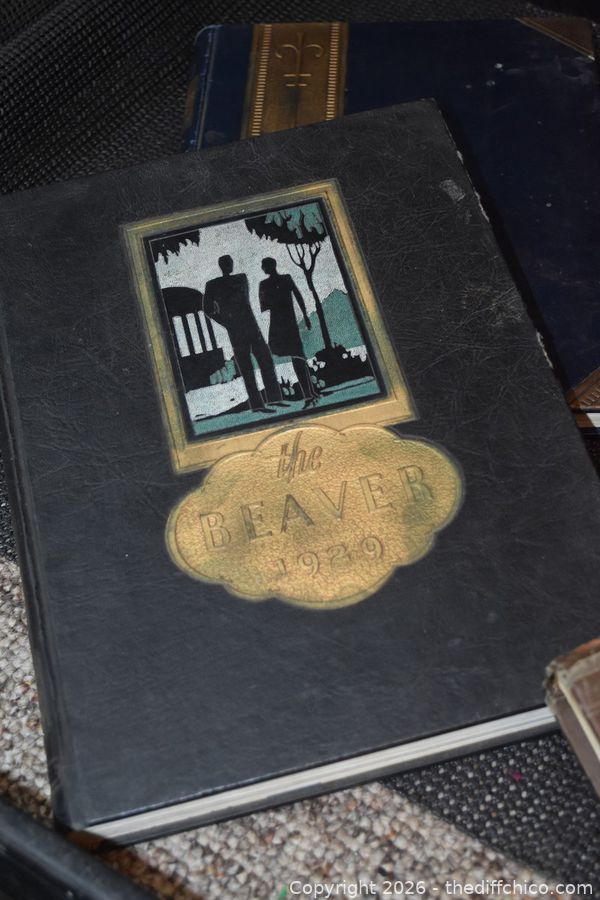 the
BEAVER
1929
Copyright 2026 - thediffchico.com